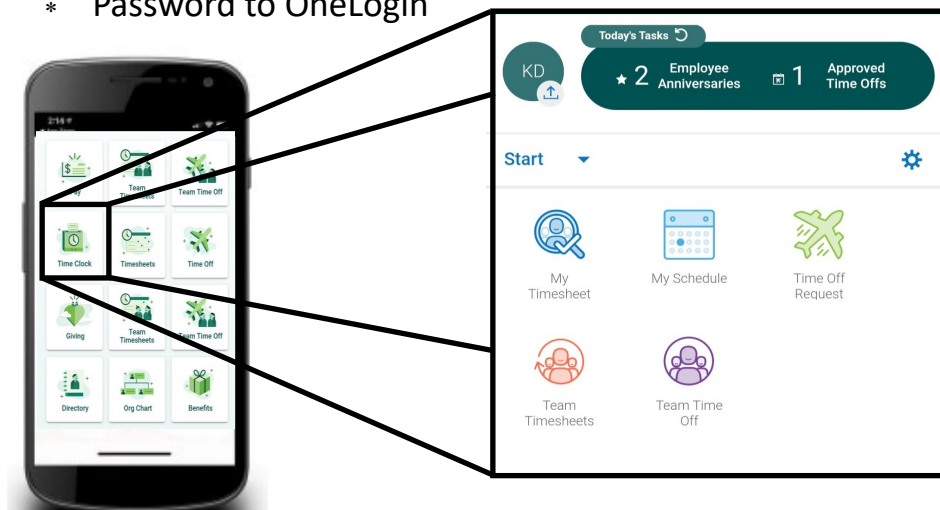 * Password to OneLogin
2:14
Team
Timesheets
Team Time Off
Time Clock
Timesheets
Time Off
Giving
Team
Timesheets
Team Time Off
Directory
Org Chart
Benefits
Today's Tasks
KD
2 Employee
Anniversaries
1 Approved
Time Offs
Start
My
Timesheet
My Schedule
Time Off
Request
Team
Timesheets
Team Time
Off